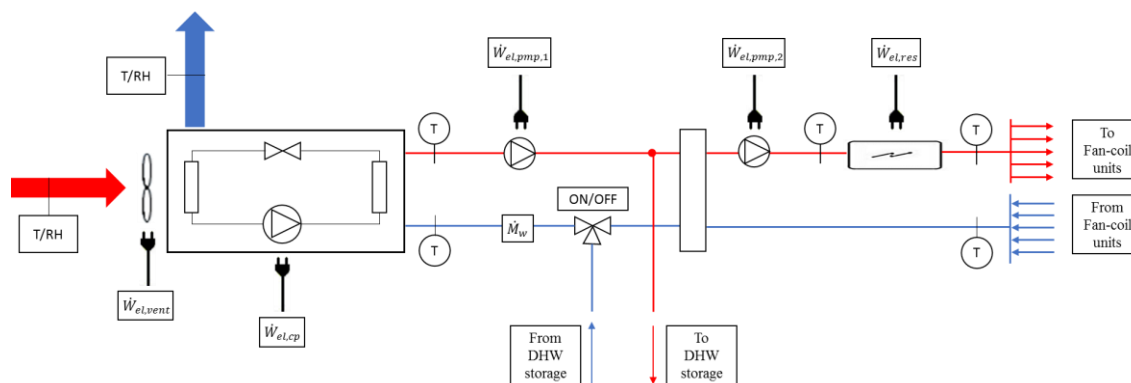 Ẇel,pmp,1
Ẇel,pmp,2
Ẇel,res
T/RH
T
T
T
To
Fan-coil
units
ON/OFF
Ṁw
T/RH
T
T
From
Fan-coil
units
Ẇel,vent
Ẇel,cp
From
DHW
storage
To
DHW
storage